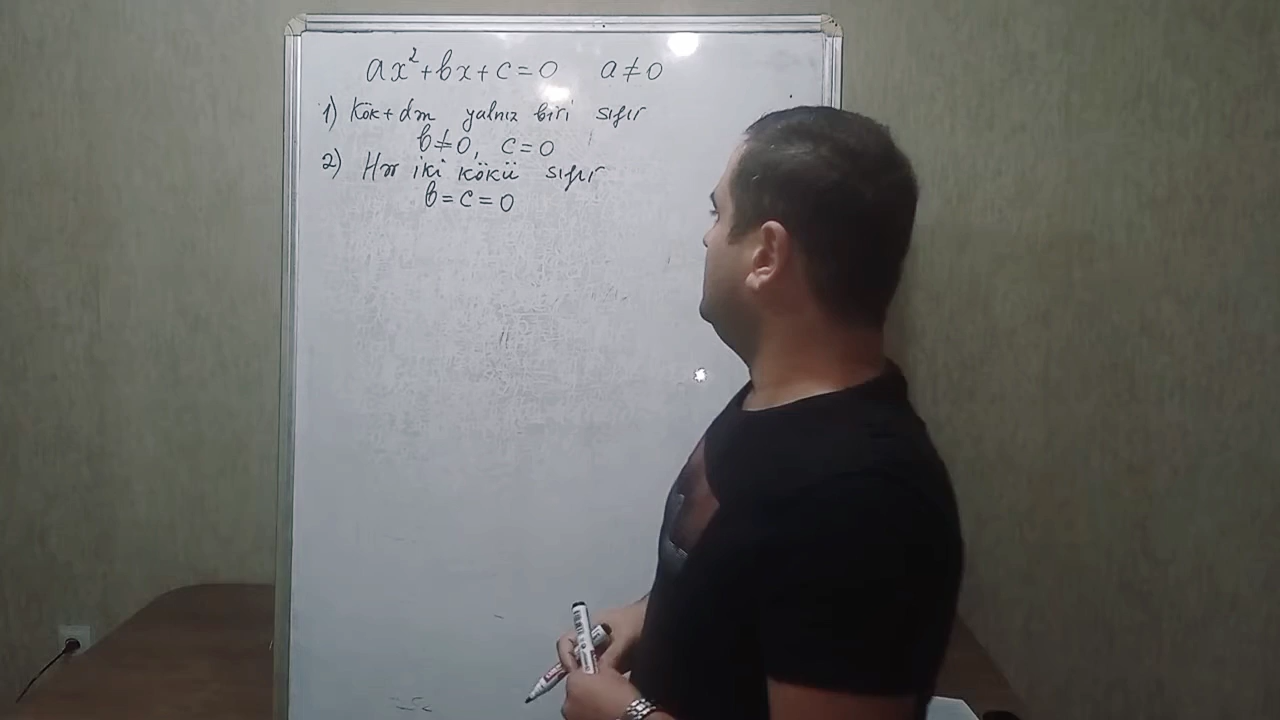 ax²+bx+c=0 a≠0
1) Kök+dən yalnız biri sıfır
b≠0, c=0
2) Hər iki kökü sıfır
b=c=0